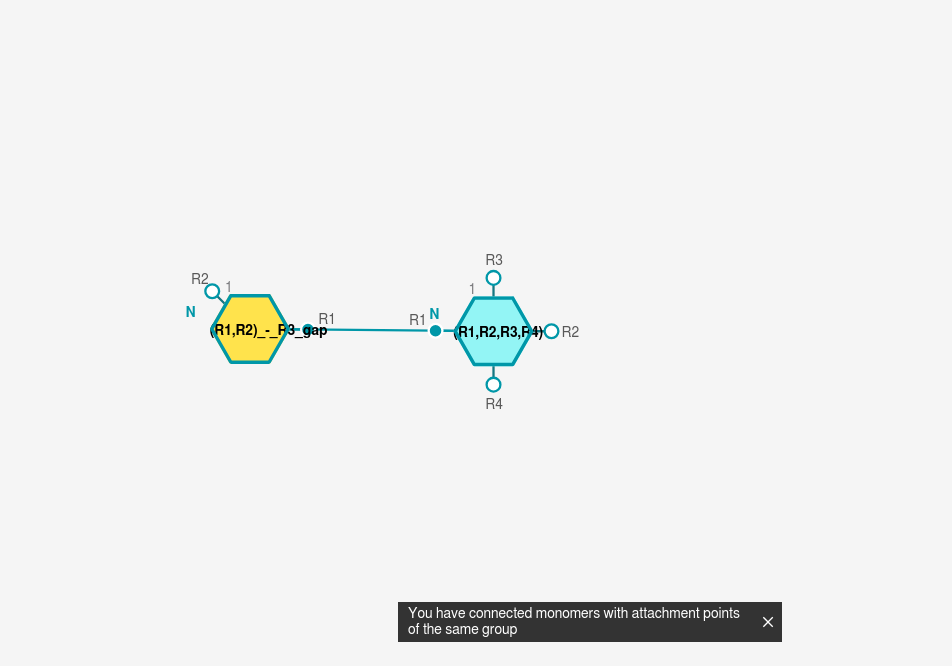 R3
R2
1
1
N
R1
R1
N
(R1,R2)_-_R3_gap
(R1,R2,R3,R4)
R2
R4
You have connected monomers with attachment points
of the same group